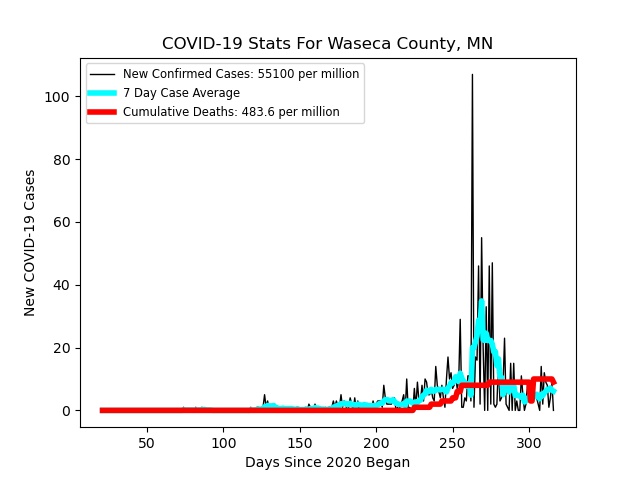 COVID-19 Stats For Waseca County, MN
New Confirmed Cases: 55100 per million
7 Day Case Average
Cumulative Deaths: 483.6 per million
New COVID-19 Cases
100
80
60
40
20
0
50 100 150 200 250 300
Days Since 2020 Began